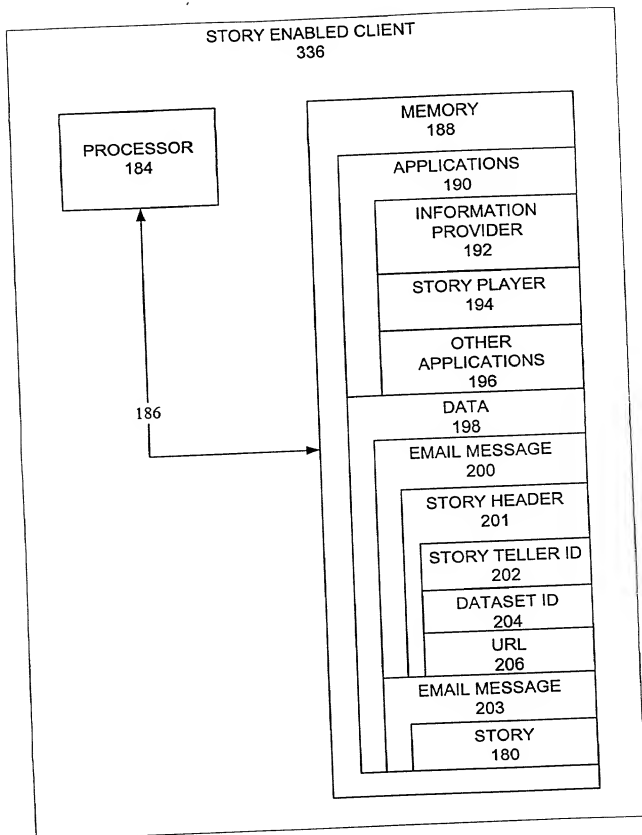 STORY ENABLED CLIENT
336
PROCESSOR
184
186
MEMORY
188
APPLICATIONS
190
INFORMATION
PROVIDER
192
STORY PLAYER
194
OTHER
APPLICATIONS
196
DATA
198
EMAIL MESSAGE
200
STORY HEADER
201
STORY TELLER ID
202
DATASET ID
204
URL
206
EMAIL MESSAGE
203
STORY
180